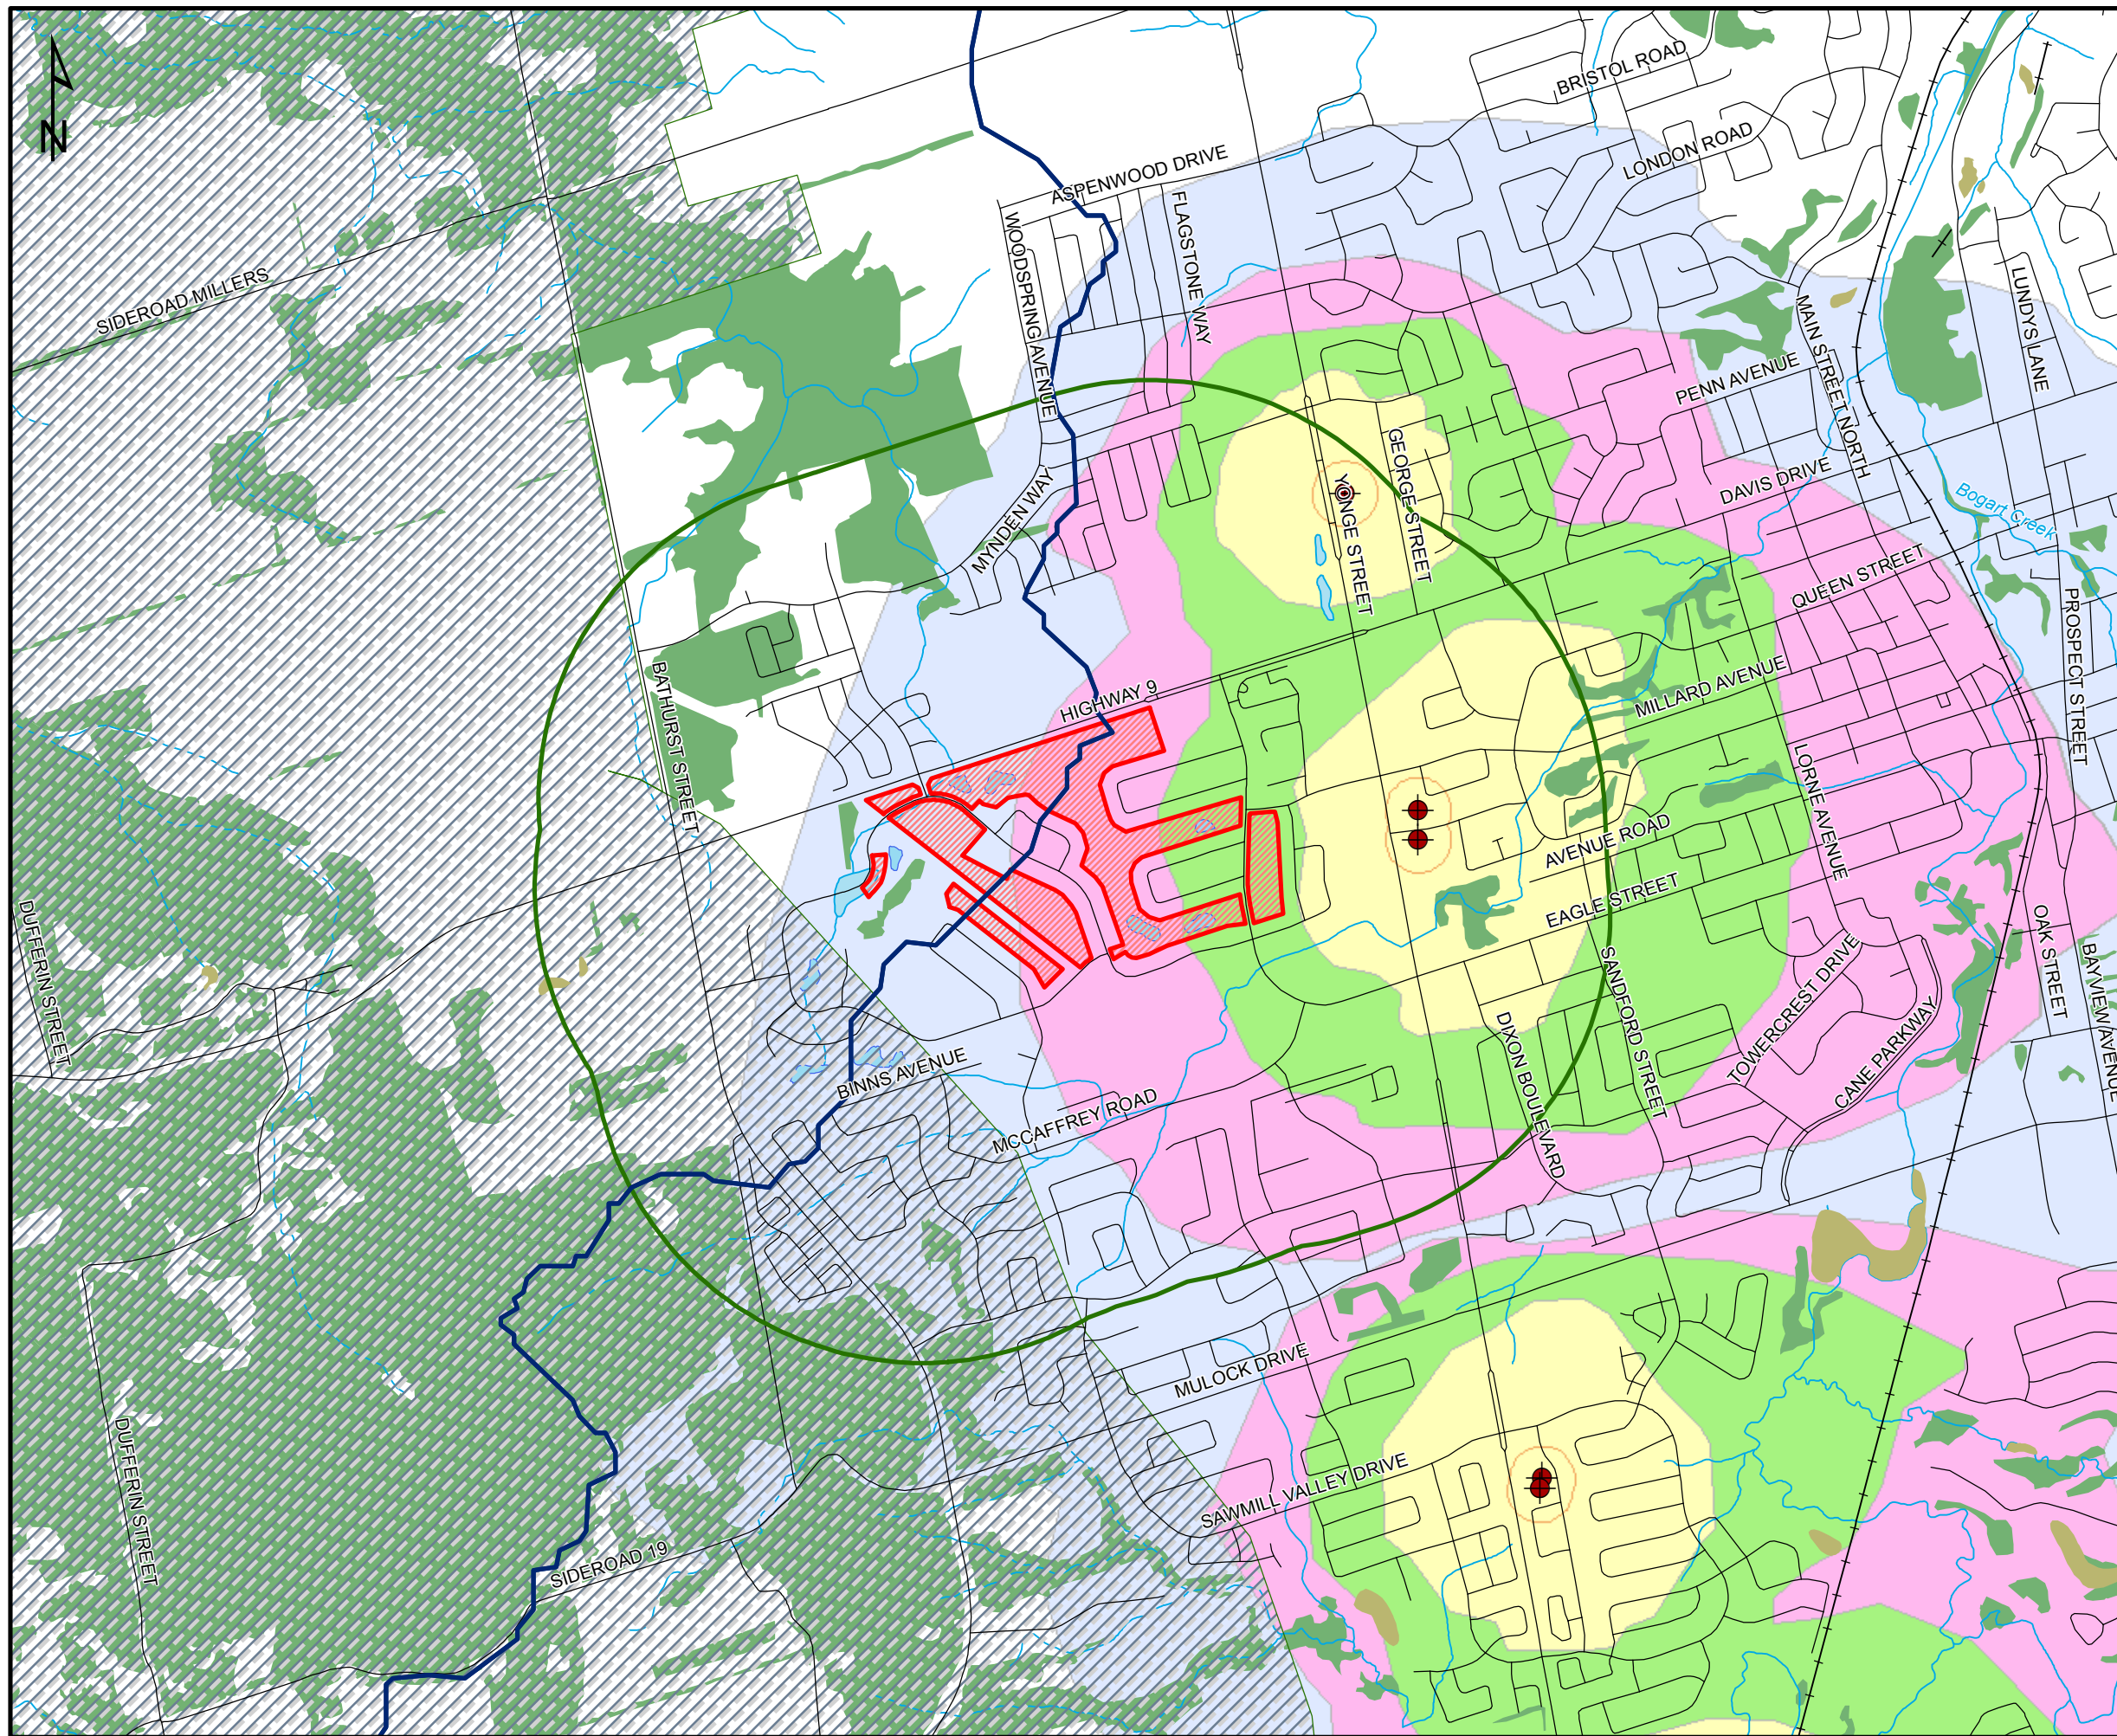 N
BRISTOL ROAD
LONDON ROAD
ASPENWOOD DRIVE
FLAGSTONE WAY
WOODSPRING AVENUE
SIDEROAD MILLERS
LUNDYS LANE
MAIN STREET NORTH
PENN AVENUE
DAVIS DRIVE
GEORGE STREET
YONGE STREET
MYNDEN WAY
Bogart Creek
QUEEN STREET
PROSPECT STREET
MILLARD AVENUE
BATHURST STREET
HIGHWAY 9
LORNE AVENUE
AVENUE ROAD
EAGLE STREET
DUFFERIN STREET
OAK STREET
BAYVIEW AVENUE
SANDFORD STREET
TOWERCREST DRIVE
CANE PARKWAY
DIXON BOULEVARD
BINNS AVENUE
MCCAFFREY ROAD
MULOCK DRIVE
SAWMILL VALLEY DRIVE
DUFFERIN STREET
SIDEROAD 19